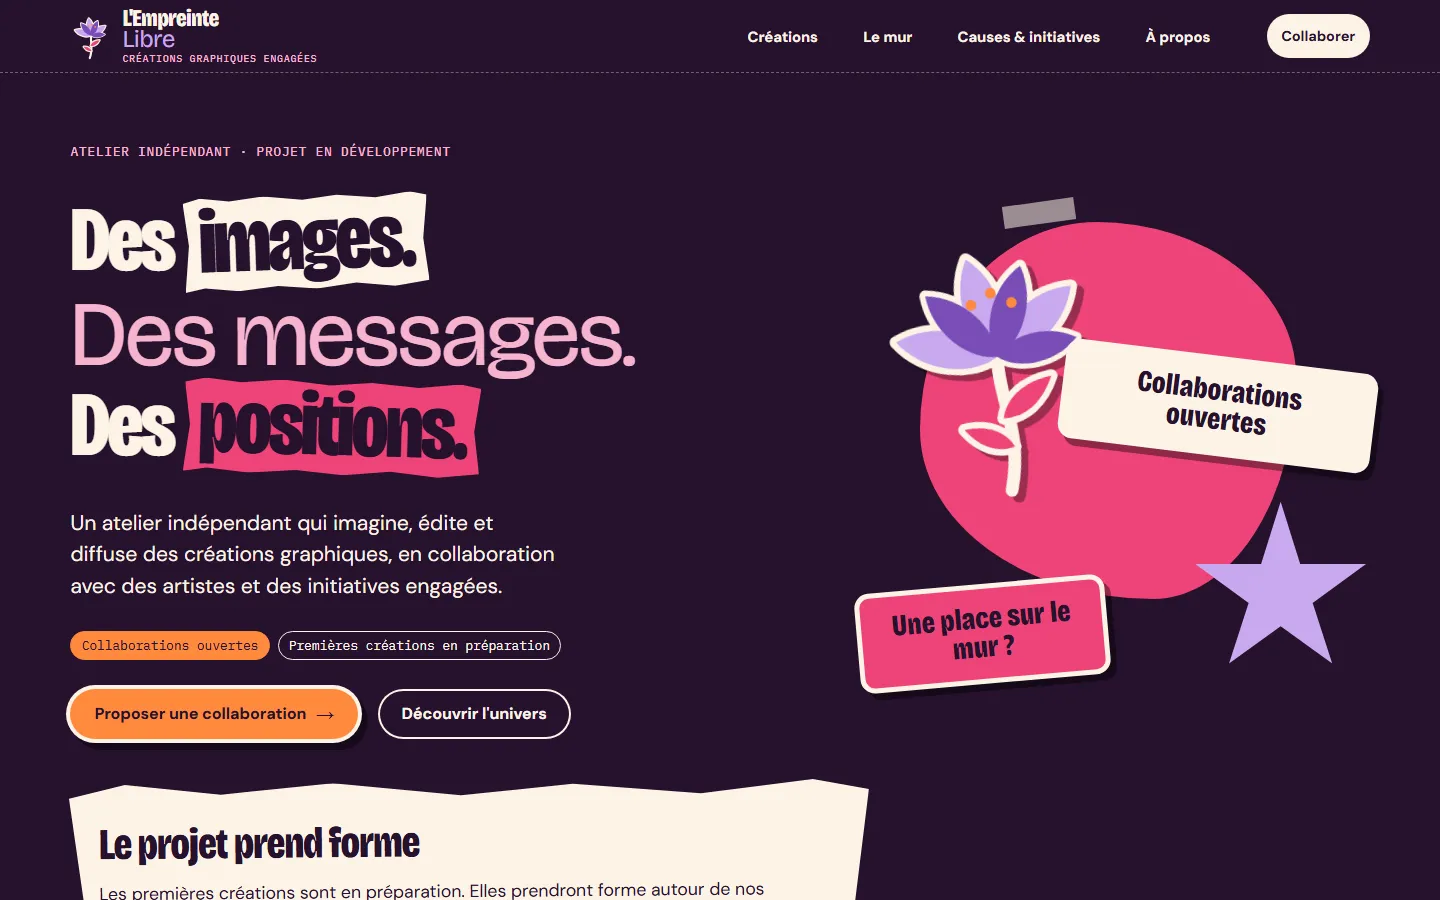 L'Empreinte
Libre
CRÉATIONS GRAPHIQUES ENGAGÉES
Créations
Le mur
Causes & initiatives
À propos
Collaborer
ATELIER INDÉPENDANT · PROJET EN DÉVELOPPEMENT
Des images.
Des messages.
Des positions.
Un atelier indépendant qui imagine, édite et
diffuse des créations graphiques, en collaboration
avec des artistes et des initiatives engagées.
Collaborations ouvertes
Premières créations en préparation
Proposer une collaboration →
Découvrir l'univers
Collaborations
ouvertes
Une place sur le
mur ?
Le projet prend forme
Les premières créations sont en préparation. Elles prendront forme autour de nos